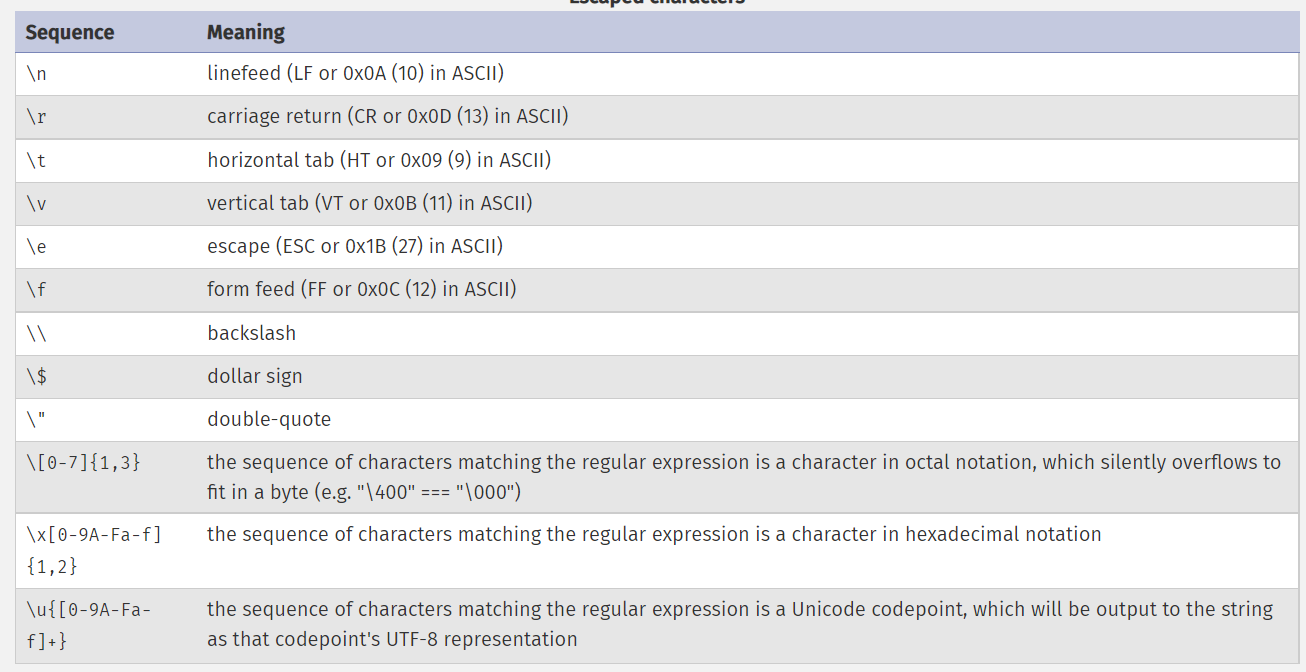 Escaped characters
Sequence Meaning
\n linefeed (LF or 0x0A (10) in ASCII)
\r carriage return (CR or 0x0D (13) in ASCII)
\t horizontal tab (HT or 0x09 (9) in ASCII)
\v vertical tab (VT or 0x0B (11) in ASCII)
\e escape (ESC or 0x1B (27) in ASCII)
\f form feed (FF or 0x0C (12) in ASCII)
\\ backslash
\$ dollar sign
\" double-quote
\[0-7]{1,3} the sequence of characters matching the regular expression is a character in octal notation, which silently overflows to
fit in a byte (e.g. "\400" === "\000")
\x[0-9A-Fa-f] the sequence of characters matching the regular expression is a character in hexadecimal notation
{1,2}
\u{[0-9A-Fa- the sequence of characters matching the regular expression is a Unicode codepoint, which will be output to the string
f]+} as that codepoint's UTF-8 representation